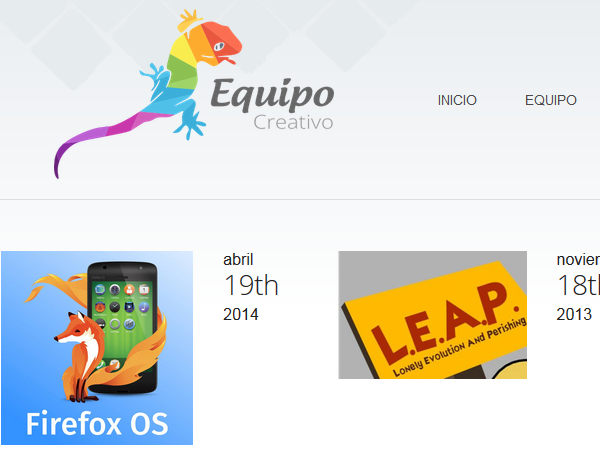 Equipo
Creativo
INICIO
EQUIPO
Firefox OS
abril
19th
2014
L.E.A.P.
Lonely Evolution And Perishing
2013